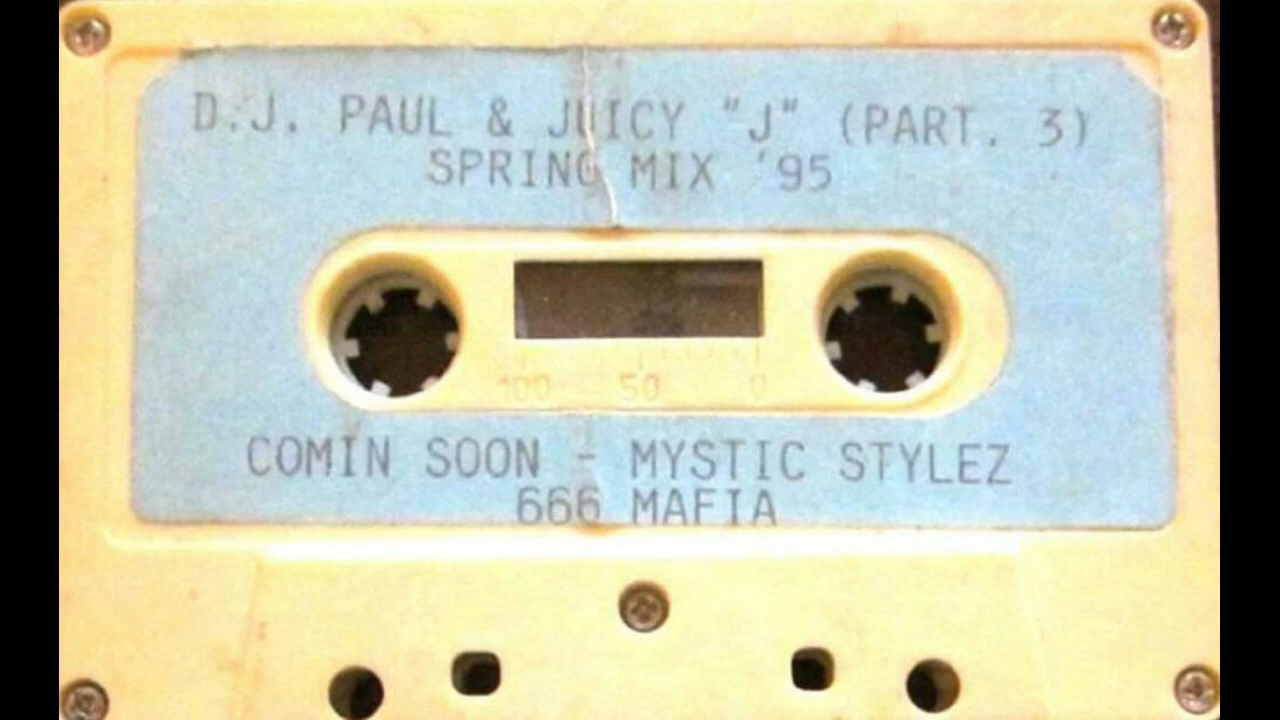 D.J. PAUL & JUICY "J" (PART. 3)
SPRING MIX '95
100 50 0
COMIN SOON - MYSTIC STYLEZ
666 MAFIA